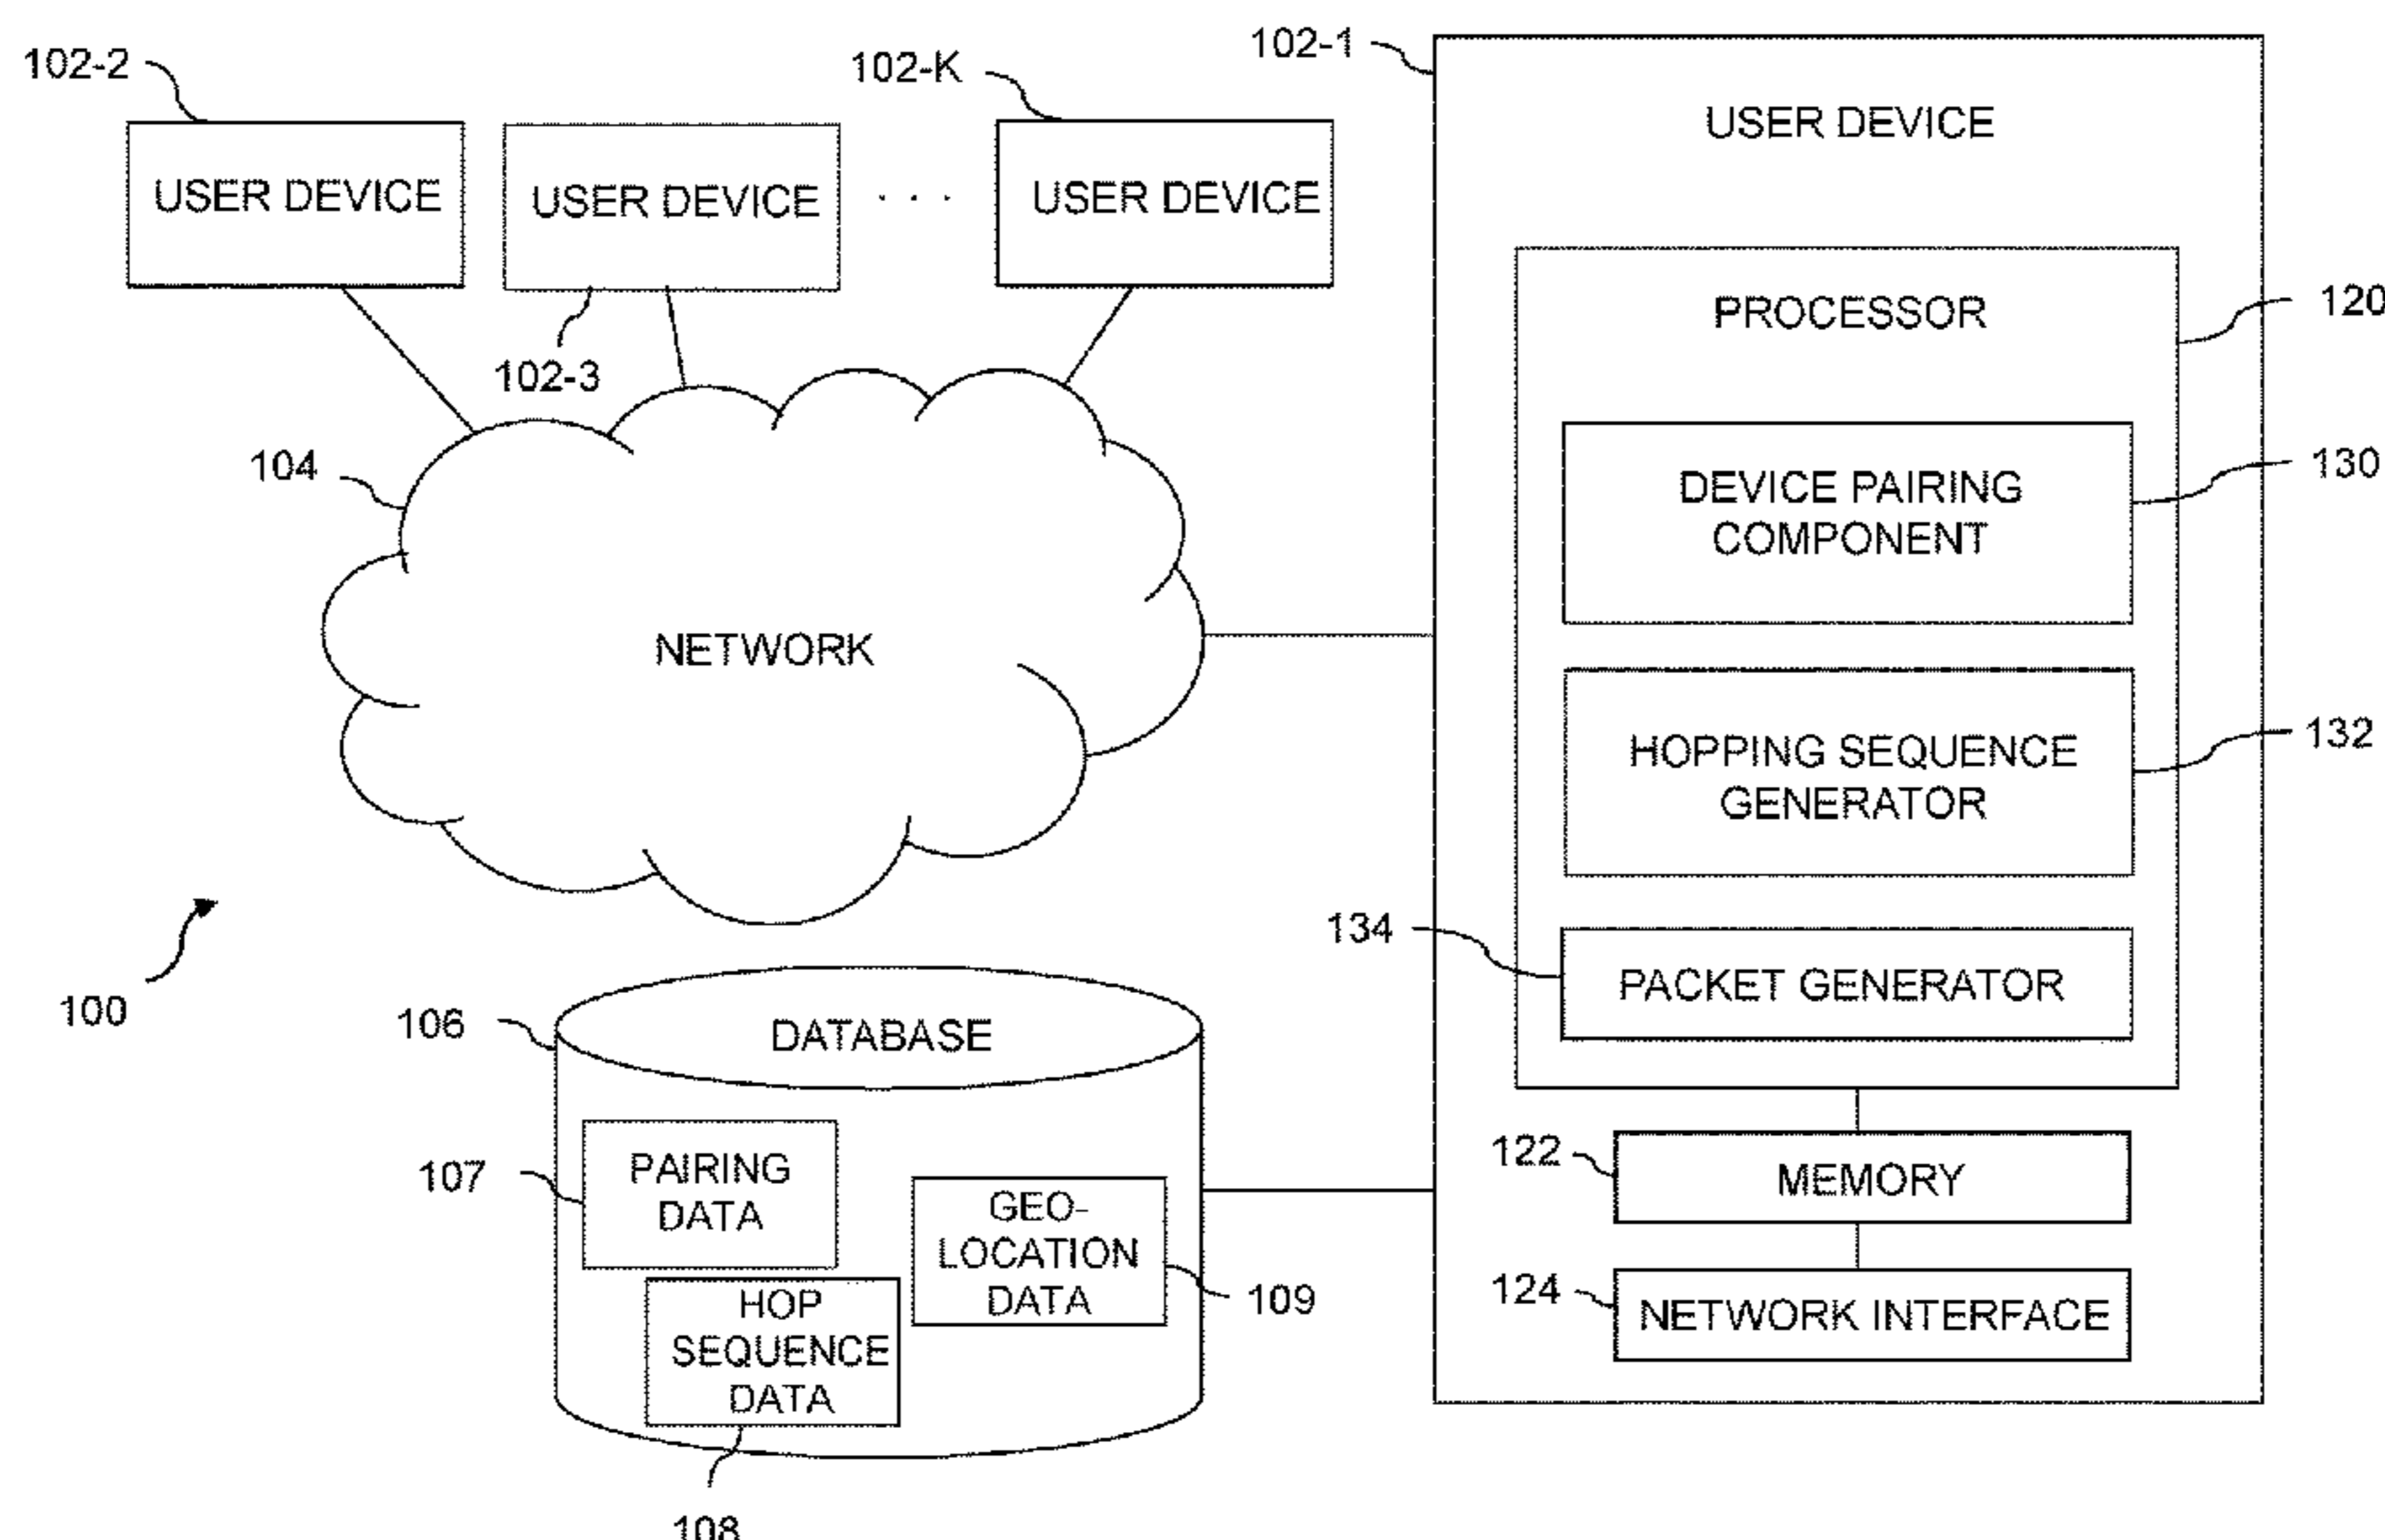 102-2
102-K
102-1
USER DEVICE
USER DEVICE
. . .
USER DEVICE
USER DEVICE
102-3
PROCESSOR
120
104
DEVICE PAIRING
COMPONENT
130
NETWORK
HOPPING SEQUENCE
GENERATOR
132
134
PACKET GENERATOR
100
106
DATABASE
107
PAIRING
DATA
GEO-
LOCATION
DATA
109
HOP
SEQUENCE
DATA
108
122
MEMORY
124
NETWORK INTERFACE